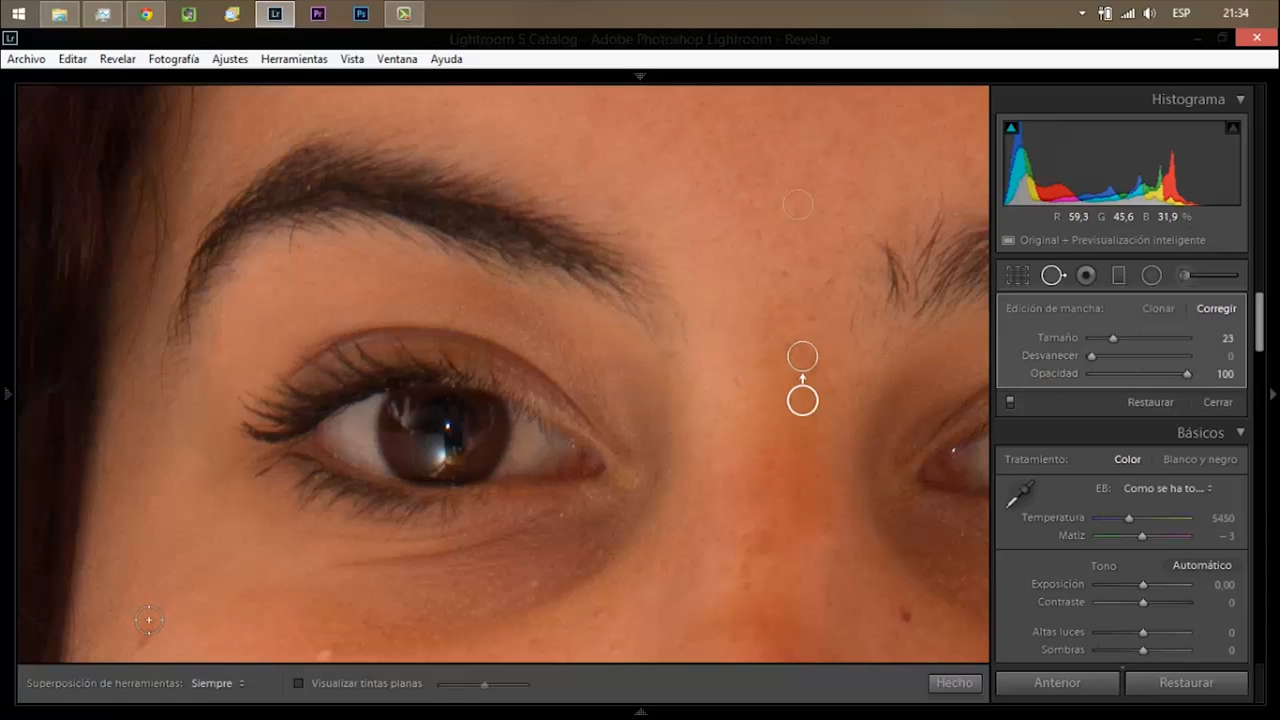 Lr Pr Ps ESP 21:34
Lr Lightroom 5 Catalog - Adobe Photoshop Lightroom - Revelar
Archivo Editar Revelar Fotografía Ajustes Herramientas Vista Ventana Ayuda
Histograma
R 59,3 G 45,6 B 31,9 %
Original + Previsualización inteligente
Edición de mancha: Clonar Corregir
Tamaño 23
Desvanecer 0
Opacidad 100
Restaurar Cerrar
Básicos
Tratamiento: Color Blanco y negro
EB: Como se ha to...
Temperatura 5450
Matiz – 3
Tono Automático
Exposición 0,00
Contraste 0
Altas luces 0
Sombras 0
Superposición de herramientas: Siempre Visualizar tintas planas Hecho Anterior Restaurar